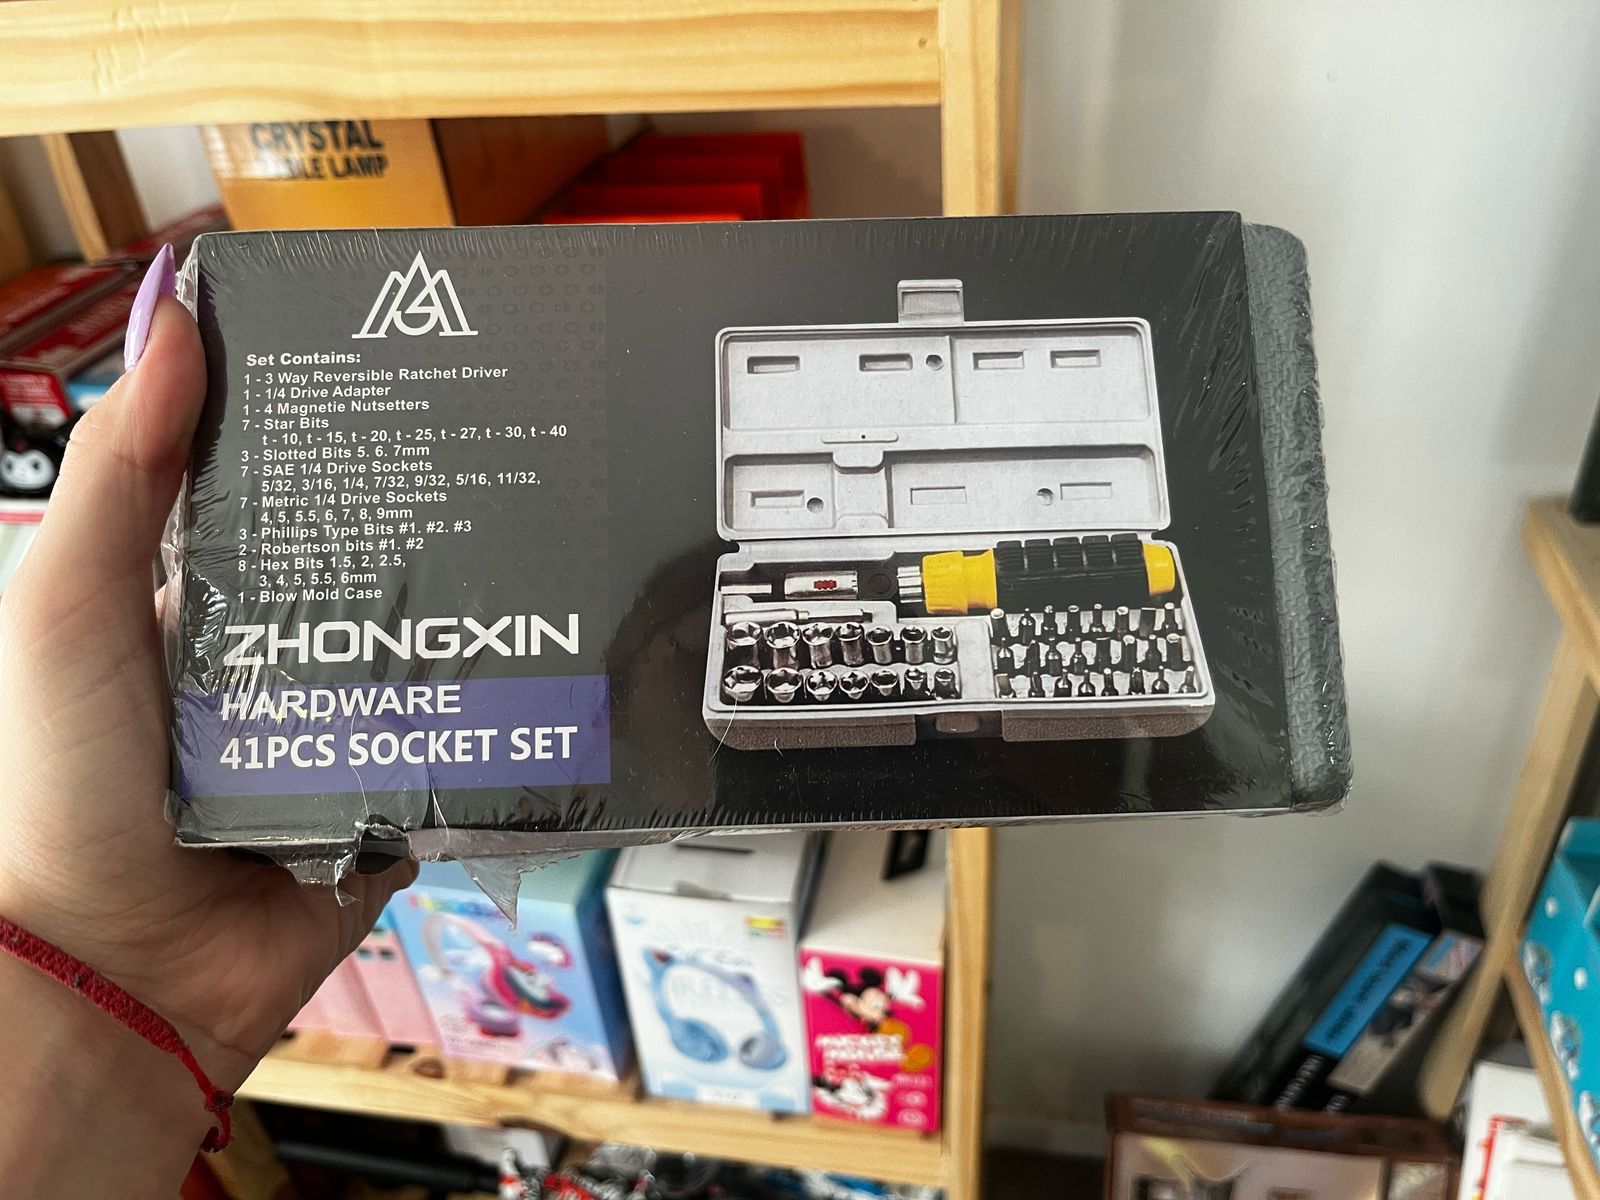 CRYSTAL
LAMP
Set Contains:
1 - 3 Way Reversible Ratchet Driver
1 - 1/4 Drive Adapter
1 - 4 Magnetie Nutsetters
7 - Star Bits
t - 10, t - 15, t - 20, t - 25, t - 27, t - 30, t - 40
3 - Slotted Bits 5. 6. 7mm
7 - SAE 1/4 Drive Sockets
5/32, 3/16, 1/4, 7/32, 9/32, 5/16, 11/32,
7 - Metric 1/4 Drive Sockets
4, 5, 5.5, 6, 7, 8, 9mm
3 - Phillips Type Bits #1. #2. #3
2 - Robertson bits #1. #2
8 - Hex Bits 1.5, 2, 2.5,
3, 4, 5, 5.5, 6mm
1 - Blow Mold Case
ZHONGXIN
HARDWARE
41PCS SOCKET SET
MICKEY
MOUSE